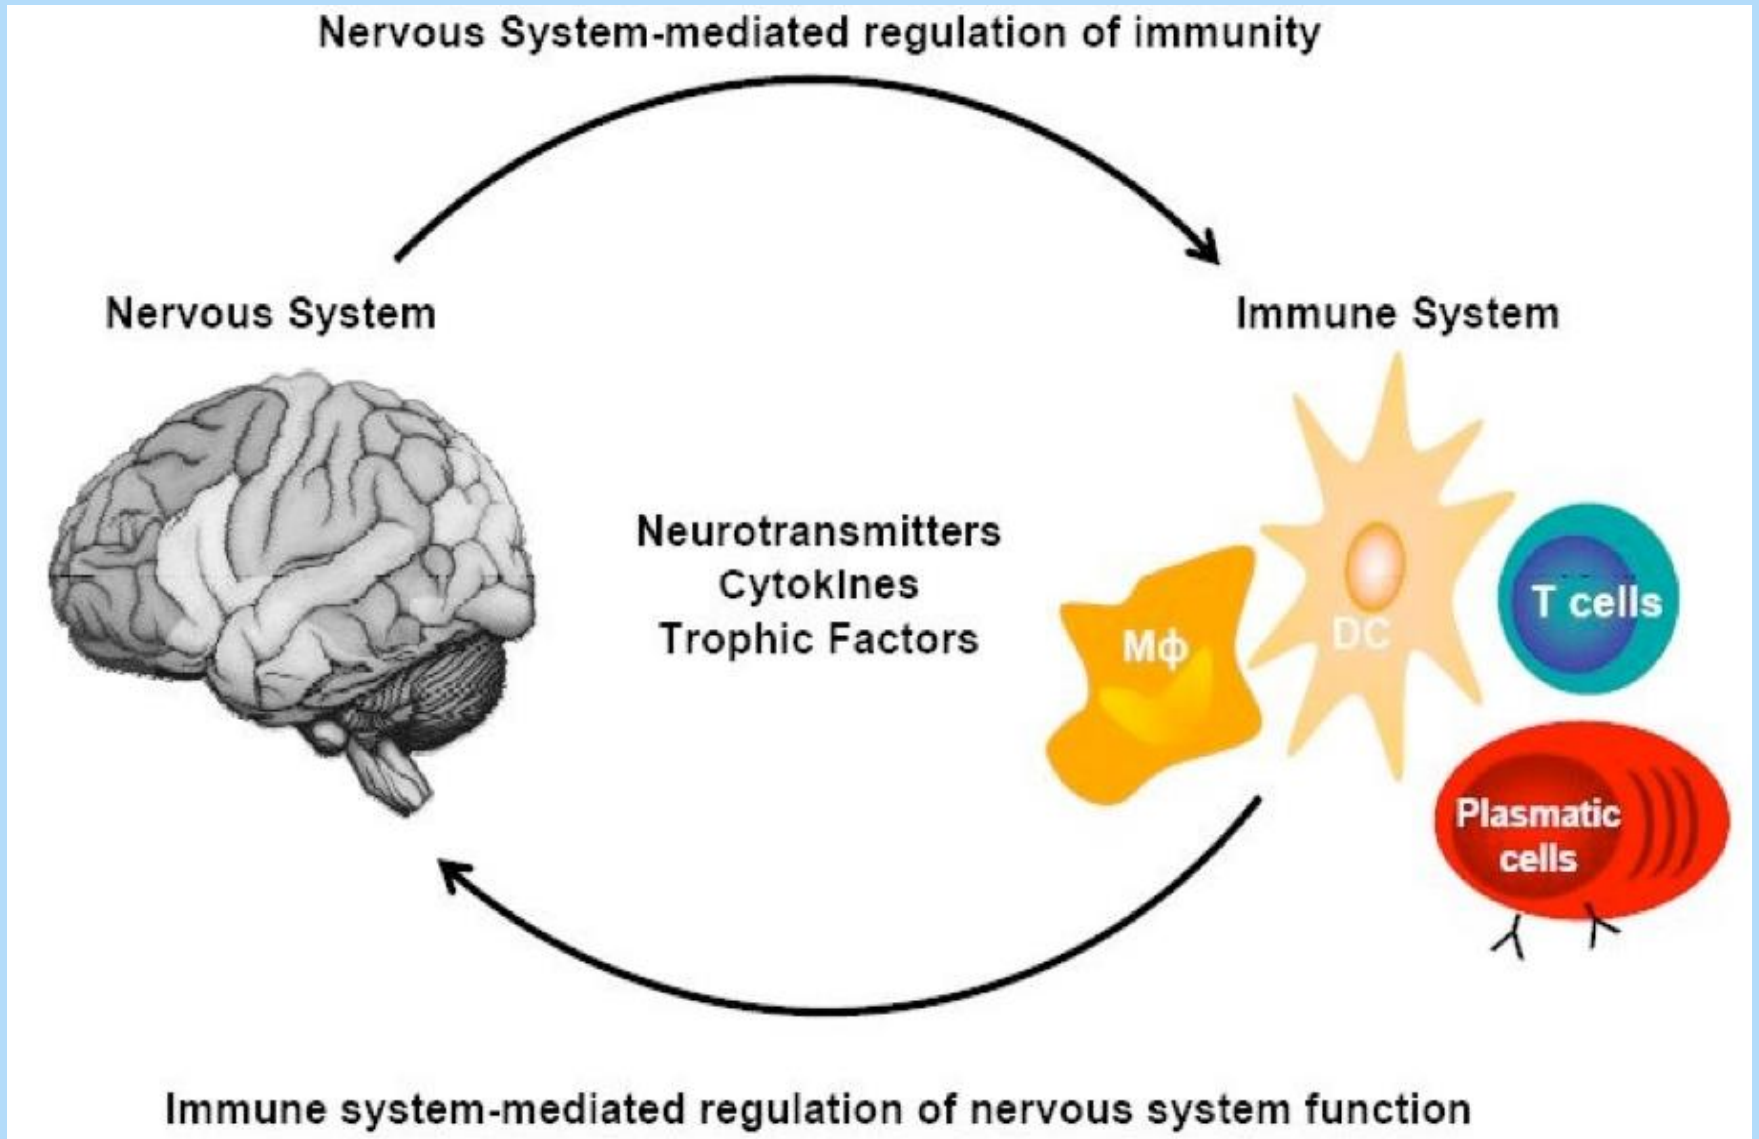 Nervous System-mediated regulation of immunity
Nervous System
Immune System
Neurotransmitters
CytokInes
Trophic Factors
Mϕ
DC
T cells
Plasmatic
cells
Immune system-mediated regulation of nervous system function